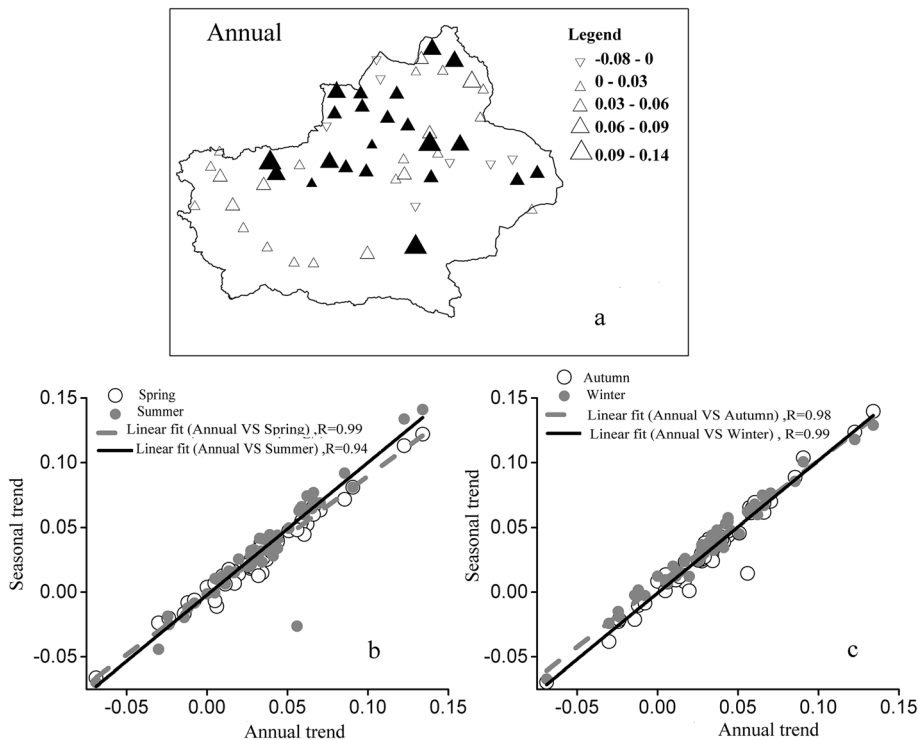 Annual
Legend
-0.08 - 0
0 - 0.03
0.03 - 0.06
0.06 - 0.09
0.09 - 0.14
a
0.15
0.10
0.05
0.00
-0.05
Seasonal trend
Spring
Summer
Linear fit (Annual VS Spring) ,R=0.99
Linear fit (Annual VS Summer) ,R=0.94
b
-0.05 0.00 0.05 0.10 0.15
Annual trend
0.15
0.10
0.05
0.00
-0.05
Seasonal trend
Autumn
Winter
Linear fit (Annual VS Autumn) ,R=0.98
Linear fit (Annual VS Winter) , R=0.99
c
-0.05 0.00 0.05 0.10 0.15
Annual trend